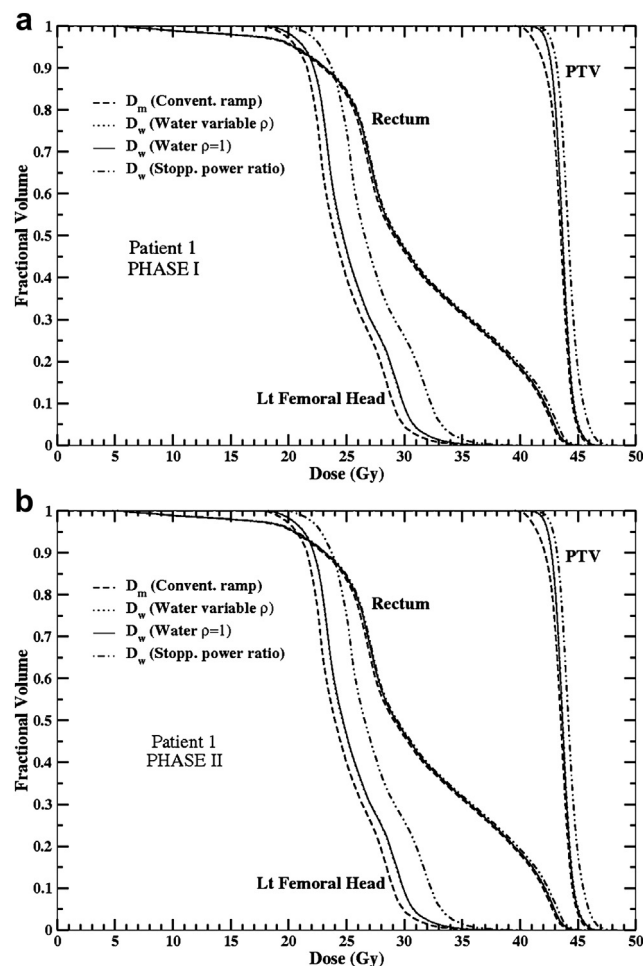 a
1
0.9
0.8
0.7
0.6
0.5
0.4
0.3
0.2
0.1
0
Fractional Volume
PTV
Dm (Convent. ramp)
Dw (Water variable ρ)
Dw (Water ρ=1)
Dw (Stopp. power ratio)
Rectum
Patient 1
PHASE I
Lt Femoral Head
0 5 10 15 20 25 30 35 40 45 50
Dose (Gy)
b
1
0.9
0.8
0.7
0.6
0.5
0.4
0.3
0.2
0.1
0
Fractional Volume
PTV
Dm (Convent. ramp)
Dw (Water variable ρ)
Dw (Water ρ=1)
Dw (Stopp. power ratio)
Rectum
Patient 1
PHASE II
Lt Femoral Head
0 5 10 15 20 25 30 35 40 45 50
Dose (Gy)